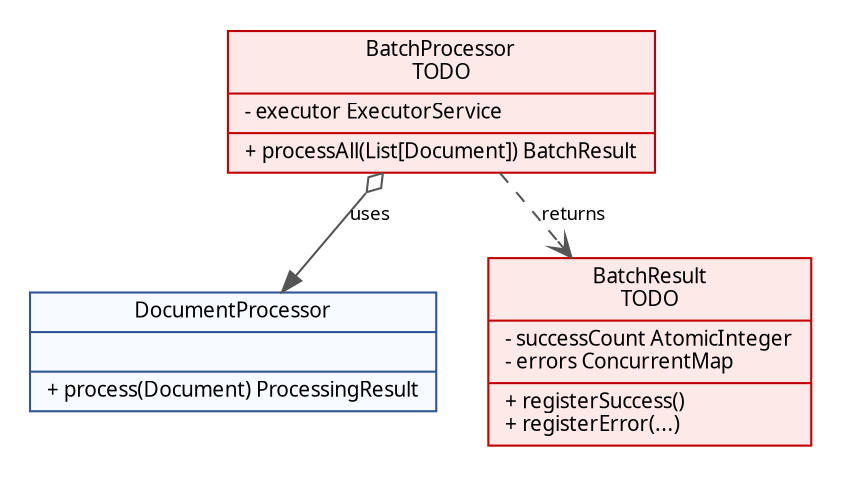 BatchProcessor
TODO
- executor ExecutorService
+ processAll(List[Document]) BatchResult
uses
returns
DocumentProcessor
+ process(Document) ProcessingResult
BatchResult
TODO
- successCount AtomicInteger
- errors ConcurrentMap
+ registerSuccess()
+ registerError(...)